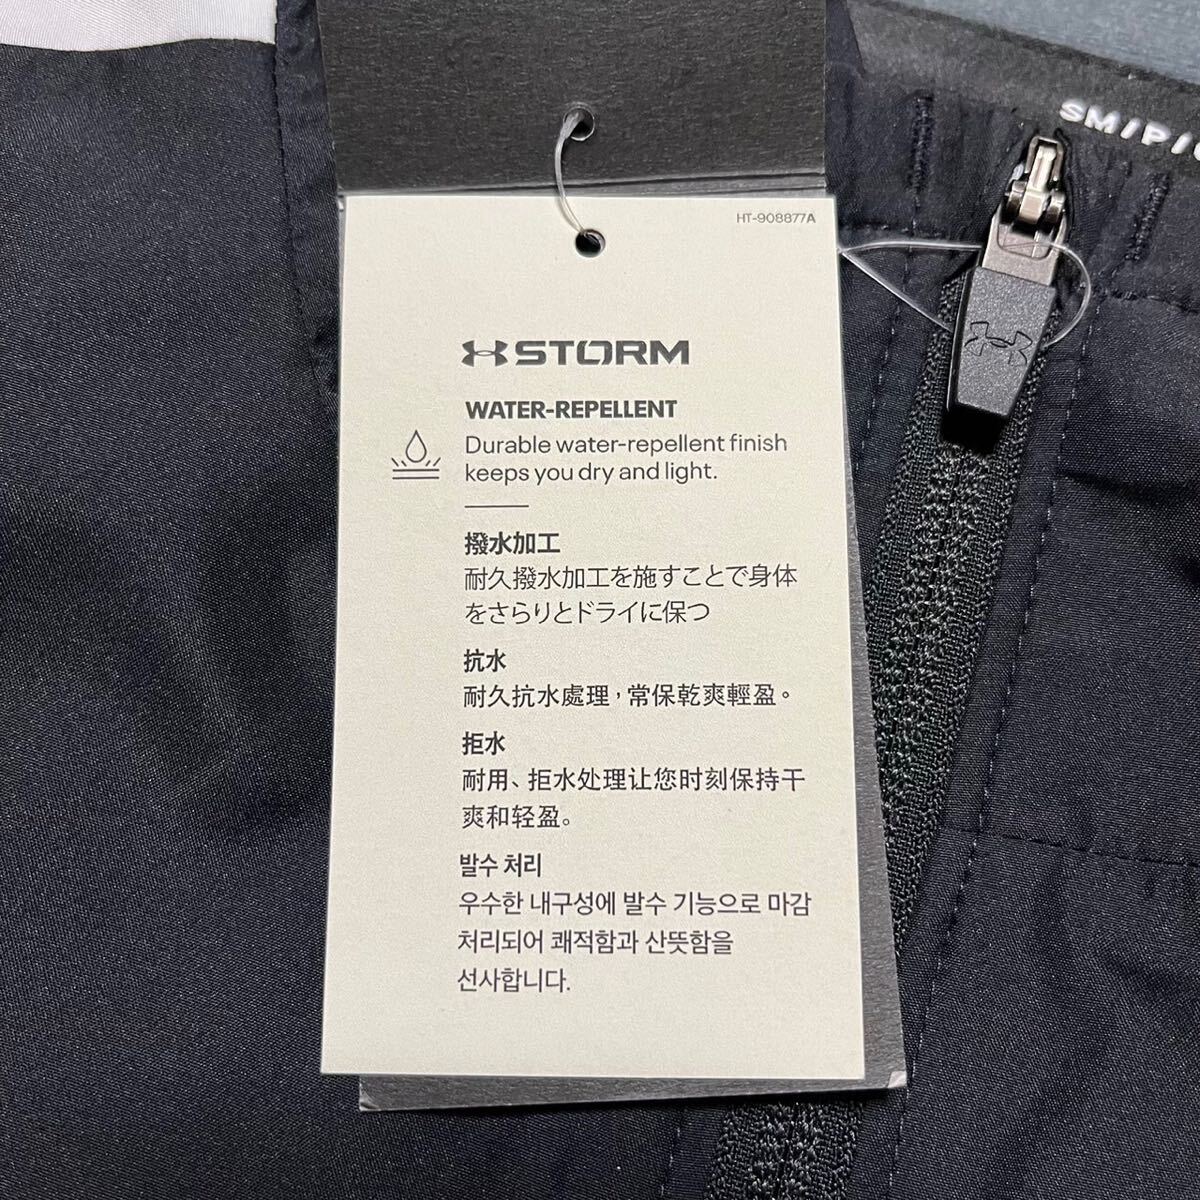 SM/P/
HT-908877A
STORM
WATER-REPELLENT
Durable water-repellent finish
keeps you dry and light.
撥水加工
耐久撥水加工を施すことで身体
をさらりとドライに保つ
抗水
耐久抗水處理，常保乾爽輕盈。
拒水
耐用、拒水处理让您时刻保持干
爽和轻盈。
발수 처리
우수한 내구성에 발수 기능으로 마감
처리되어 쾌적함과 산뜻함을
선사합니다.